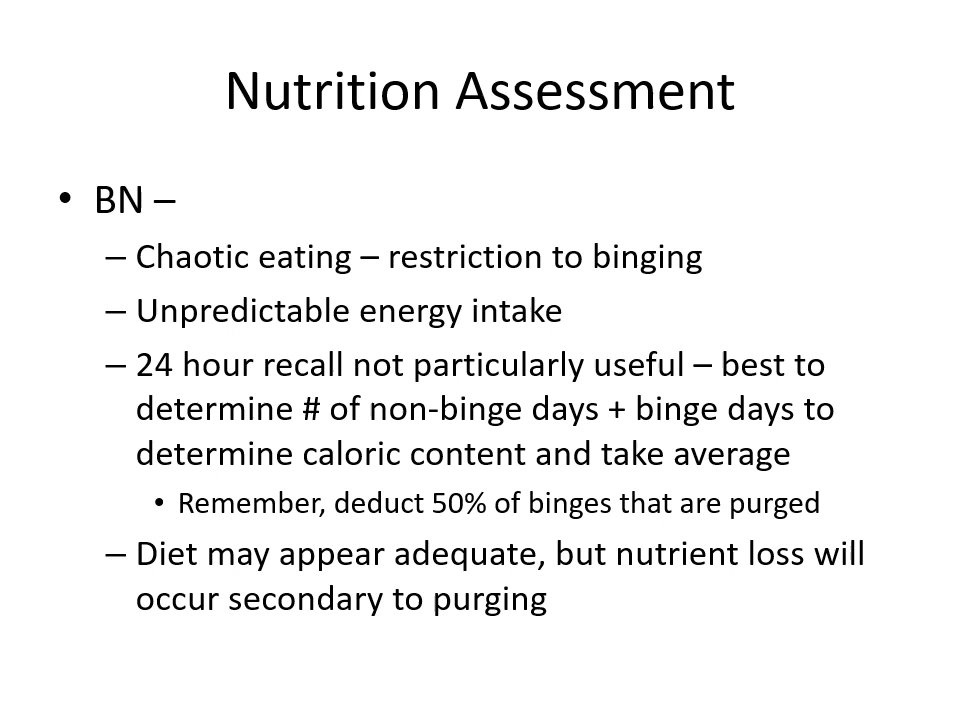 Nutrition Assessment
• BN –
– Chaotic eating – restriction to binging
– Unpredictable energy intake
– 24 hour recall not particularly useful – best to
determine # of non-binge days + binge days to
determine caloric content and take average
• Remember, deduct 50% of binges that are purged
– Diet may appear adequate, but nutrient loss will
occur secondary to purging